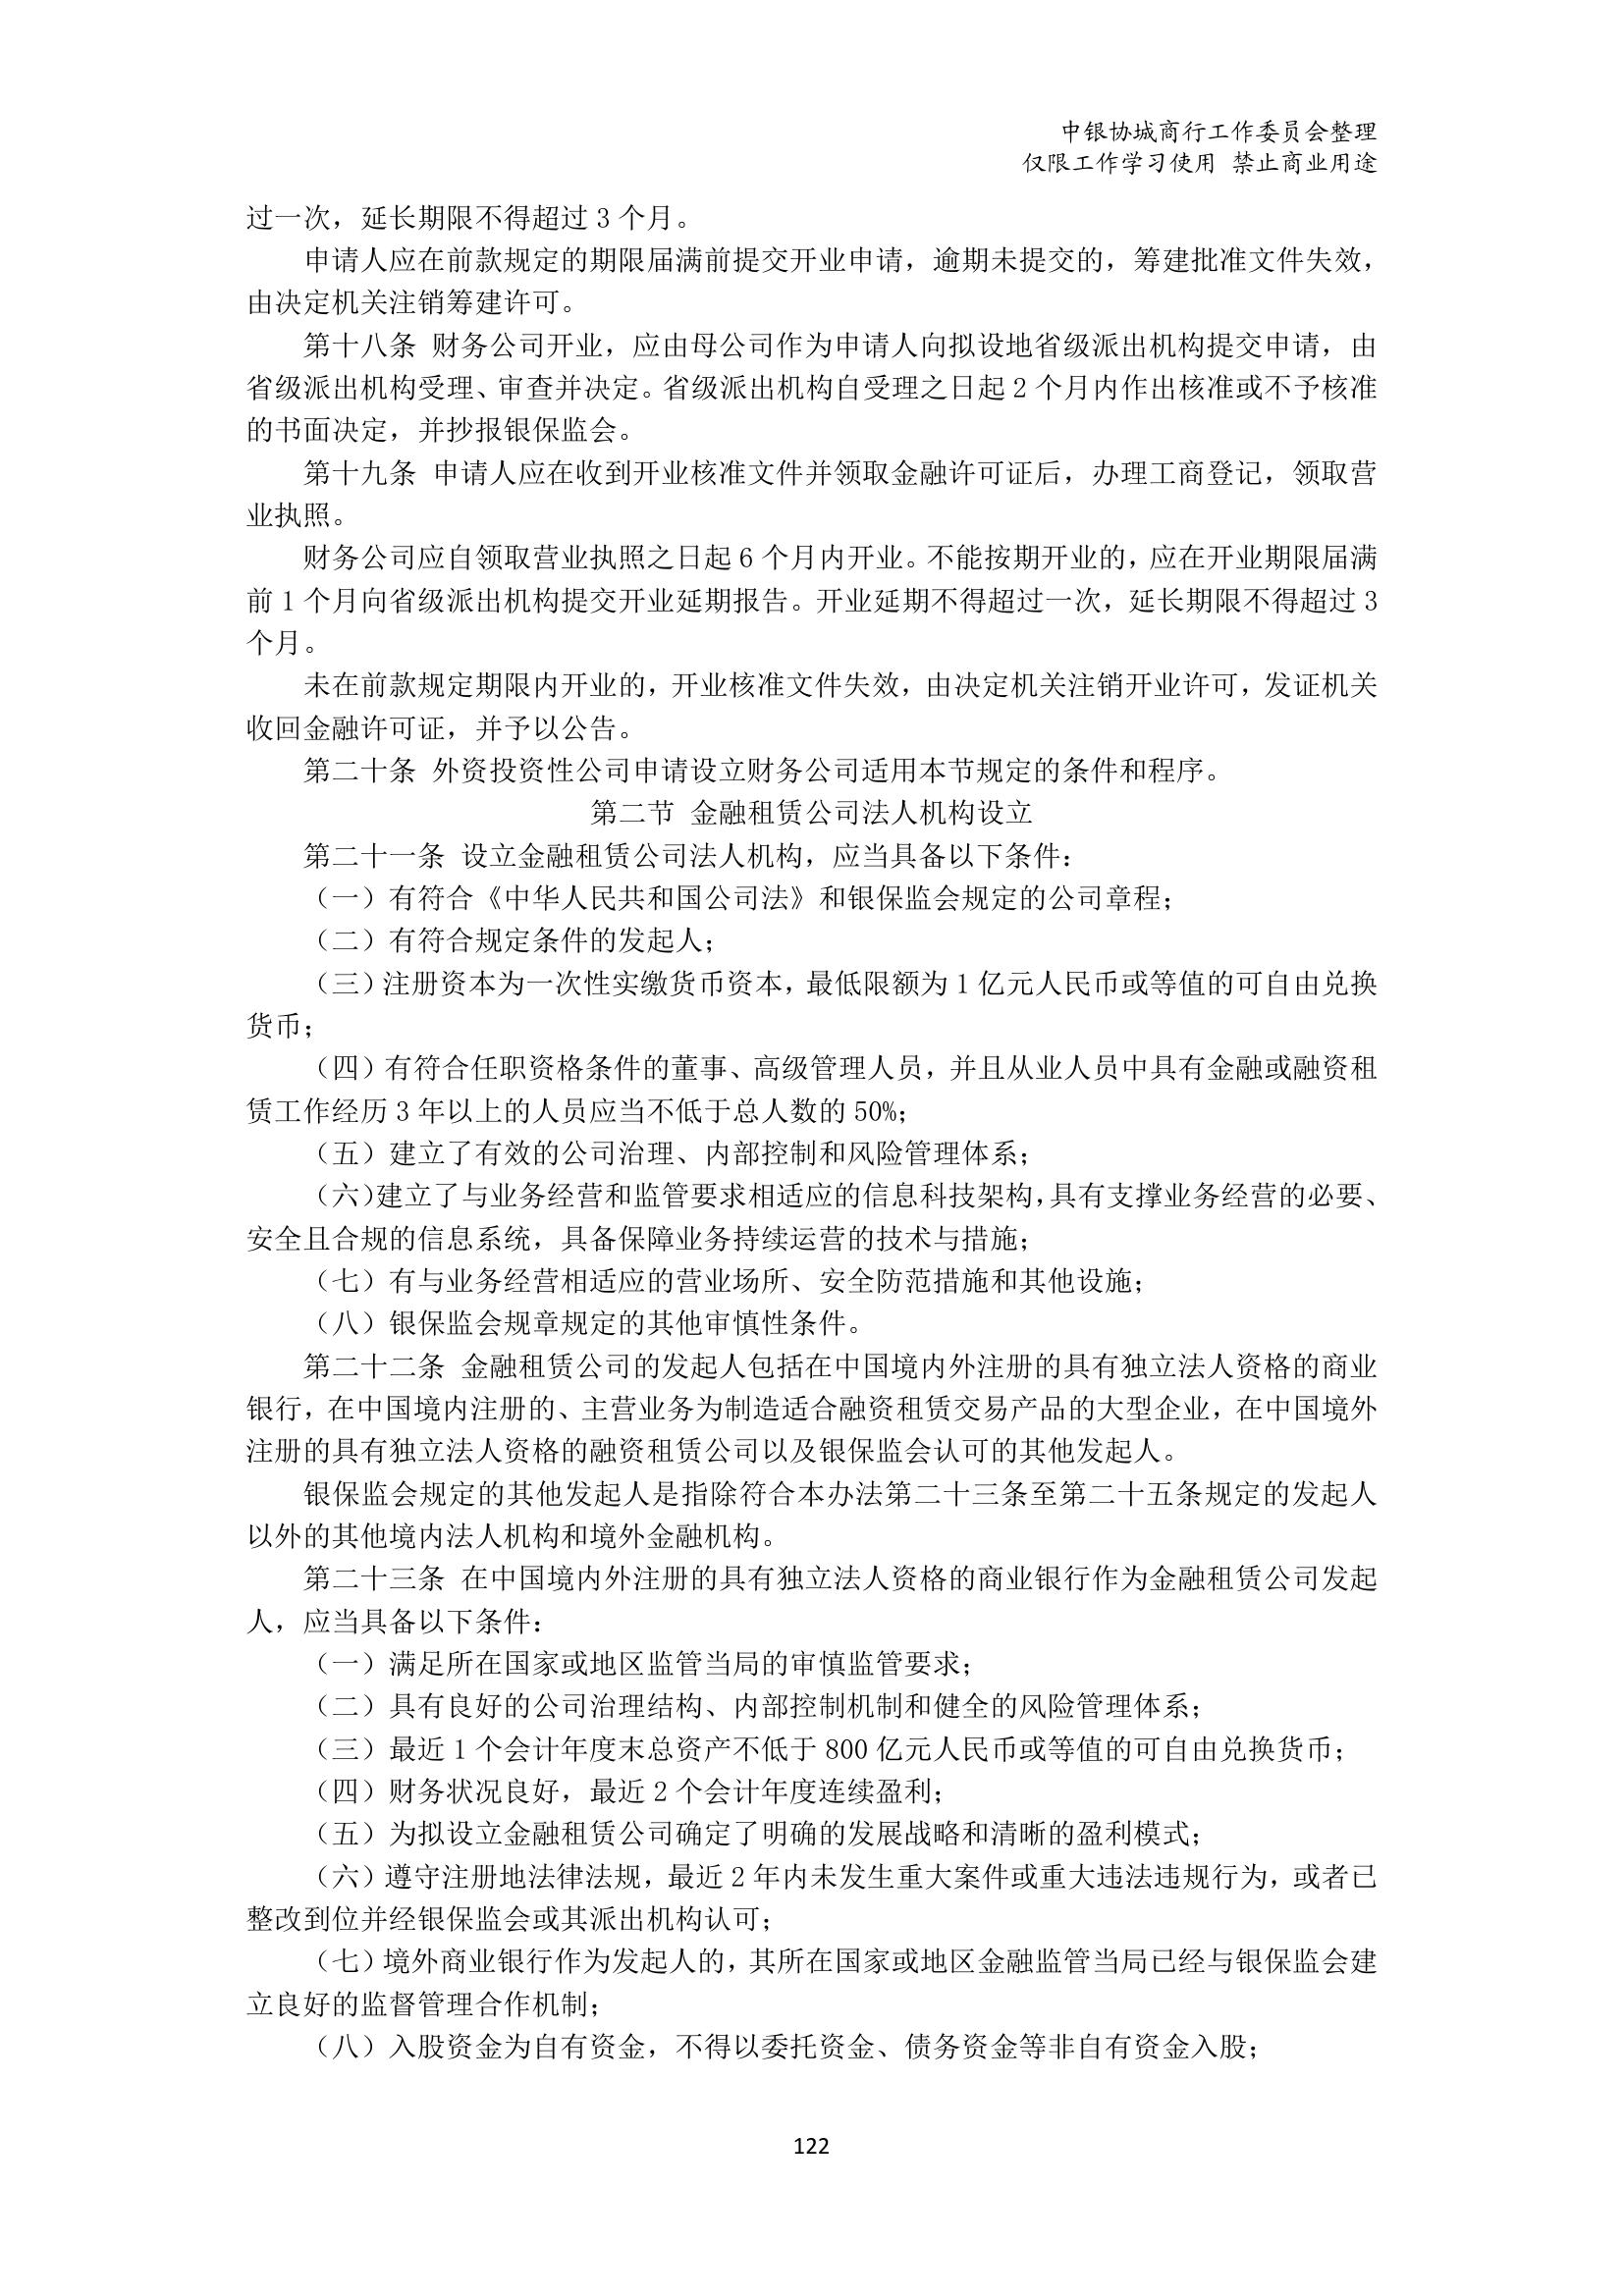 中银协城商行工作委员会整理
仅限工作学习使用 禁止商业用途
过一次，延长期限不得超过 3 个月。
申请人应在前款规定的期限届满前提交开业申请，逾期未提交的，筹建批准文件失效，
由决定机关注销筹建许可。
第十八条 财务公司开业，应由母公司作为申请人向拟设地省级派出机构提交申请，由
省级派出机构受理、审查并决定。省级派出机构自受理之日起 2 个月内作出核准或不予核准
的书面决定，并抄报银保监会。
第十九条 申请人应在收到开业核准文件并领取金融许可证后，办理工商登记，领取营
业执照。
财务公司应自领取营业执照之日起 6 个月内开业。不能按期开业的，应在开业期限届满
前 1 个月向省级派出机构提交开业延期报告。开业延期不得超过一次，延长期限不得超过 3
个月。
未在前款规定期限内开业的，开业核准文件失效，由决定机关注销开业许可，发证机关
收回金融许可证，并予以公告。
第二十条 外资投资性公司申请设立财务公司适用本节规定的条件和程序。
第二节 金融租赁公司法人机构设立
第二十一条 设立金融租赁公司法人机构，应当具备以下条件：
（一）有符合《中华人民共和国公司法》和银保监会规定的公司章程；
（二）有符合规定条件的发起人；
（三）注册资本为一次性实缴货币资本，最低限额为 1 亿元人民币或等值的可自由兑换
货币；
（四）有符合任职资格条件的董事、高级管理人员，并且从业人员中具有金融或融资租
赁工作经历 3 年以上的人员应当不低于总人数的 50%；
（五）建立了有效的公司治理、内部控制和风险管理体系；
（六）建立了与业务经营和监管要求相适应的信息科技架构，具有支撑业务经营的必要、
安全且合规的信息系统，具备保障业务持续运营的技术与措施；
（七）有与业务经营相适应的营业场所、安全防范措施和其他设施；
（八）银保监会规章规定的其他审慎性条件。
第二十二条 金融租赁公司的发起人包括在中国境内外注册的具有独立法人资格的商业
银行，在中国境内注册的、主营业务为制造适合融资租赁交易产品的大型企业，在中国境外
注册的具有独立法人资格的融资租赁公司以及银保监会认可的其他发起人。
银保监会规定的其他发起人是指除符合本办法第二十三条至第二十五条规定的发起人
以外的其他境内法人机构和境外金融机构。
第二十三条 在中国境内外注册的具有独立法人资格的商业银行作为金融租赁公司发起
人，应当具备以下条件：
（一）满足所在国家或地区监管当局的审慎监管要求；
（二）具有良好的公司治理结构、内部控制机制和健全的风险管理体系；
（三）最近 1 个会计年度末总资产不低于 800 亿元人民币或等值的可自由兑换货币；
（四）财务状况良好，最近 2 个会计年度连续盈利；
（五）为拟设立金融租赁公司确定了明确的发展战略和清晰的盈利模式；
（六）遵守注册地法律法规，最近 2 年内未发生重大案件或重大违法违规行为，或者已
整改到位并经银保监会或其派出机构认可；
（七）境外商业银行作为发起人的，其所在国家或地区金融监管当局已经与银保监会建
立良好的监督管理合作机制；
（八）入股资金为自有资金，不得以委托资金、债务资金等非自有资金入股；
122